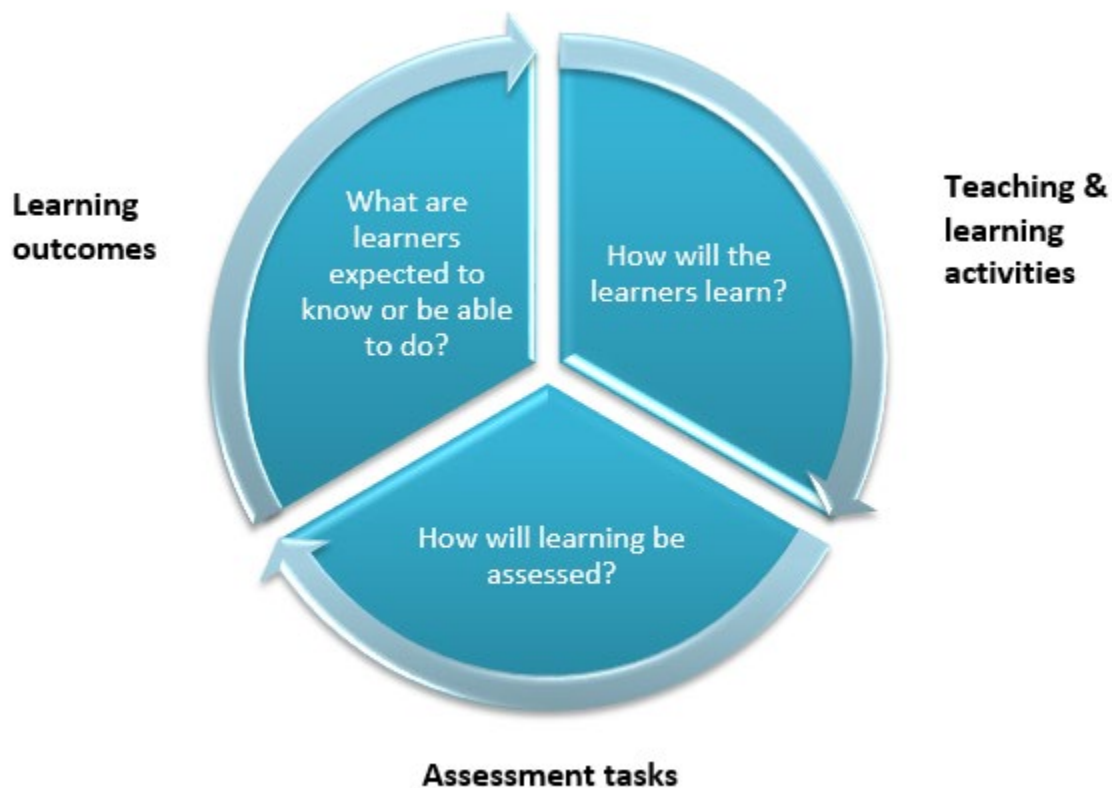 Learning
outcomes
What are
learners
expected to
know or be able
to do?
How will the
learners learn?
Teaching &
learning
activities
How will learning be
assessed?
Assessment tasks